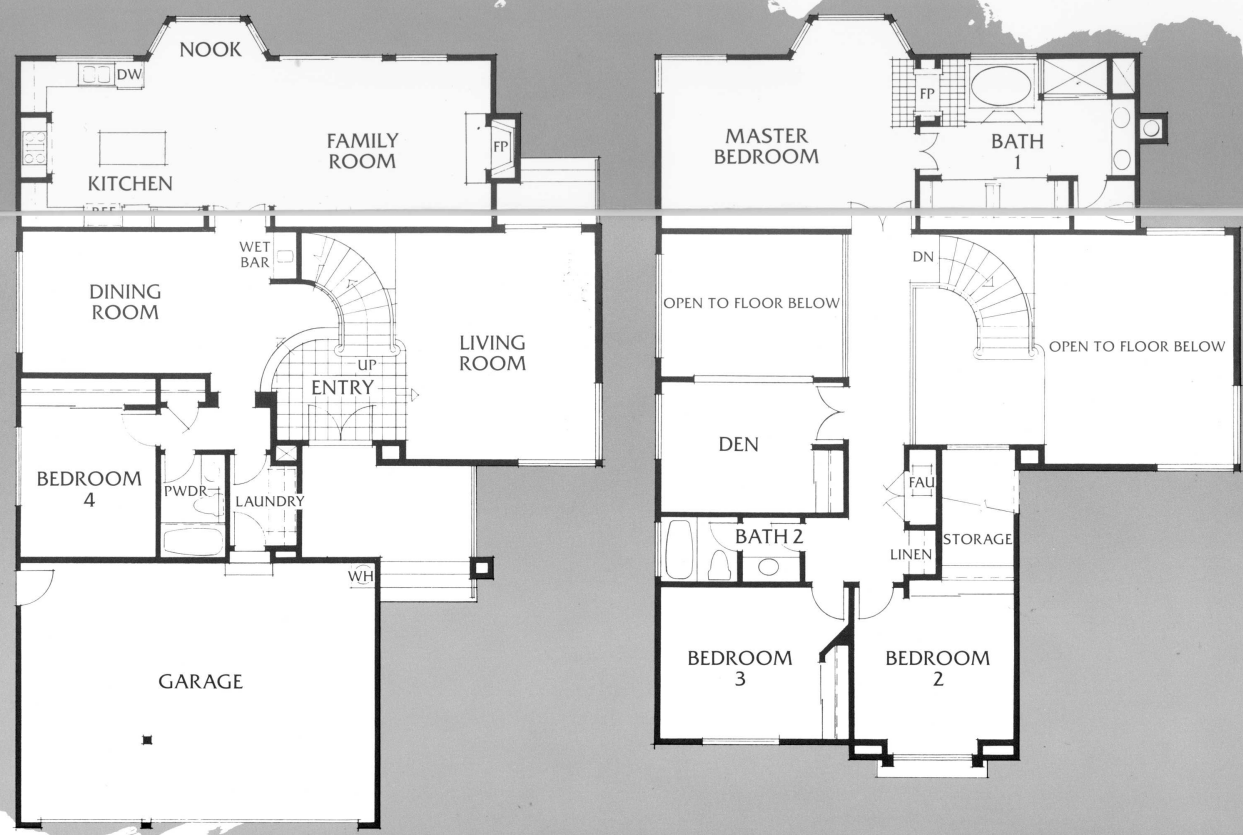 NOOK
DW
FAMILY
ROOM
FP
KITCHEN
REF
WET
BAR
DINING
ROOM
LIVING
ROOM
UP
ENTRY
BEDROOM
4
PWDR
LAUNDRY
WH
GARAGE
FP
MASTER
BEDROOM
BATH
1
DN
OPEN TO FLOOR BELOW
OPEN TO FLOOR BELOW
DEN
FAU
BATH 2
LINEN
STORAGE
BEDROOM
3
BEDROOM
2